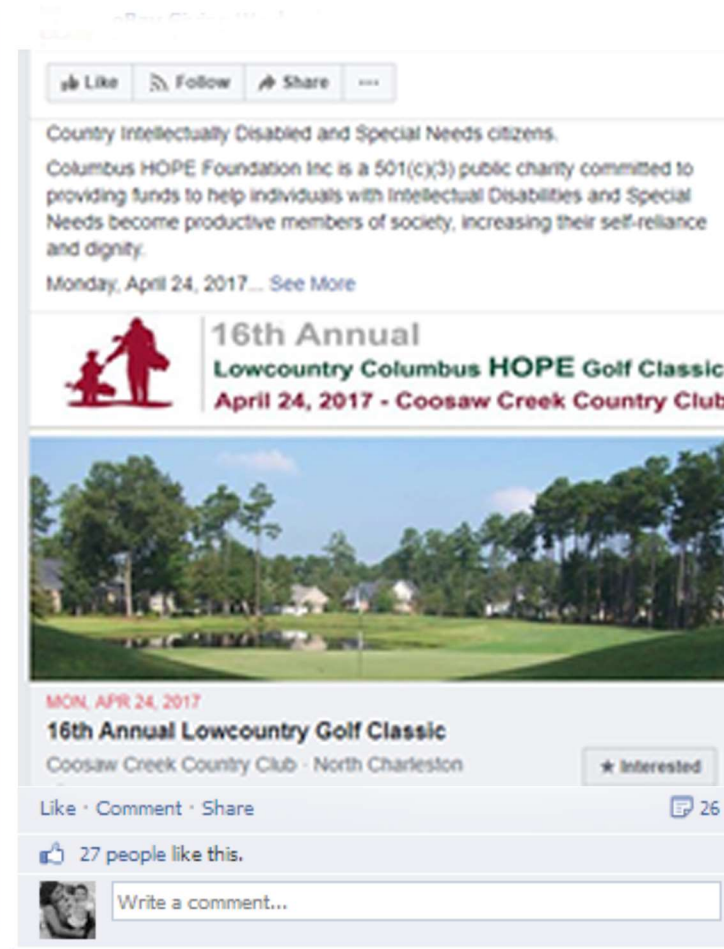 Like Follow Share ...
Country Intellectually Disabled and Special Needs citizens.
Columbus HOPE Foundation Inc is a 501(c)(3) public charity committed to
providing funds to help individuals with Intellectual Disabilities and Special
Needs become productive members of society, increasing their self-reliance
and dignity.
Monday, April 24, 2017... See More
16th Annual
Lowcountry Columbus HOPE Golf Classic
April 24, 2017 - Coosaw Creek Country Club
MON, APR 24, 2017
16th Annual Lowcountry Golf Classic
Coosaw Creek Country Club · North Charleston
★ Interested
Like · Comment · Share
26
27 people like this.
Write a comment...